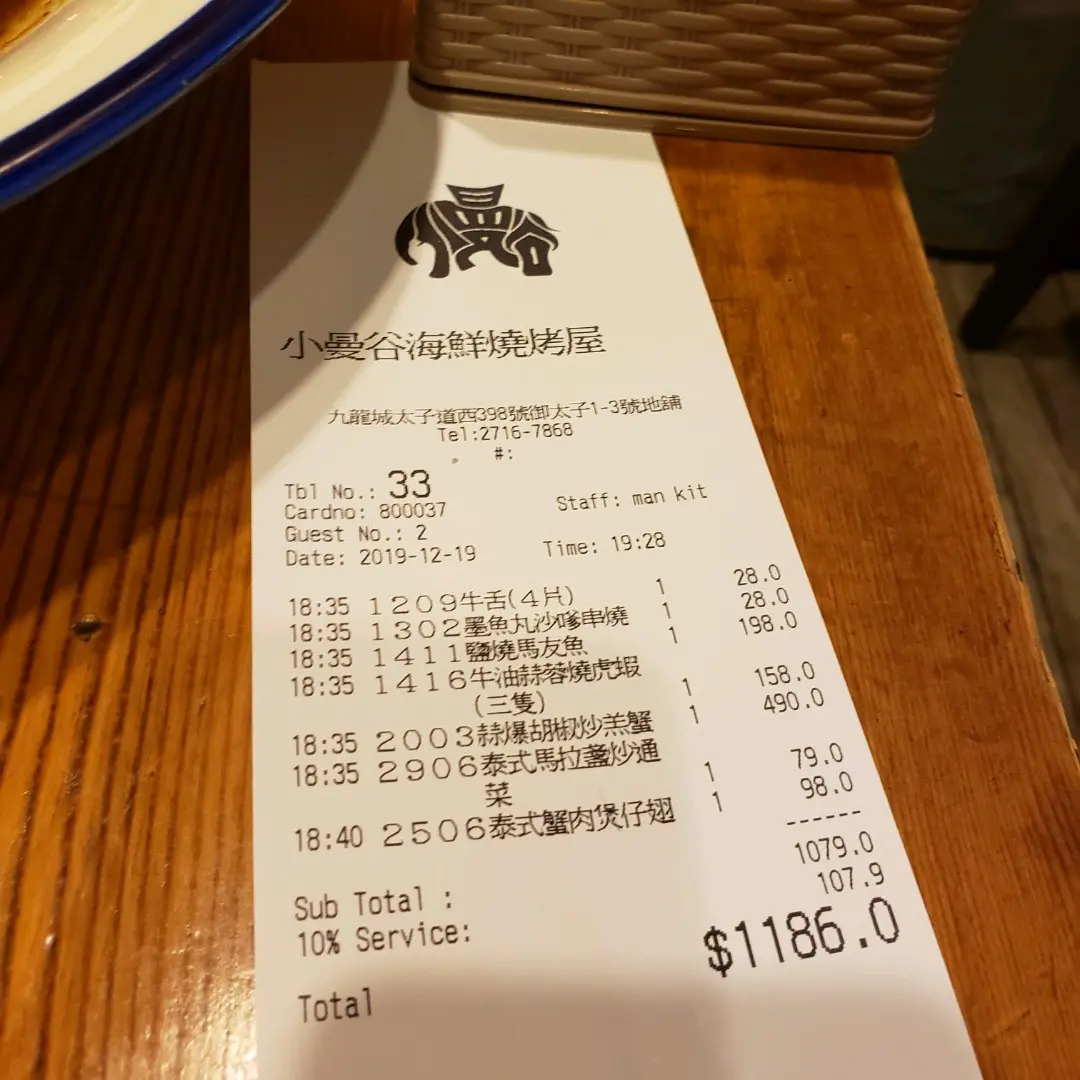 曼谷
小曼谷海鮮燒烤屋
九龍城太子道西398號御太子1-3號地舖
Tel:2716-7868
#:
Tbl No.: 33
Cardno: 800037 Staff: man kit
Guest No.: 2
Date: 2019-12-19 Time: 19:28
18:35 1209牛舌(4片) 1 28.0
18:35 1302墨魚丸沙嗲串燒 1 28.0
18:35 1411鹽燒馬友魚 1 198.0
18:35 1416牛油蒜蓉燒虎蝦
(三隻) 1 158.0
18:35 2003蒜爆胡椒炒羔蟹 1 490.0
18:35 2906泰式馬拉盞炒通
菜 1 79.0
18:40 2506泰式蟹肉煲仔翅 1 98.0
------
Sub Total : 1079.0
10% Service: 107.9
Total $1186.0